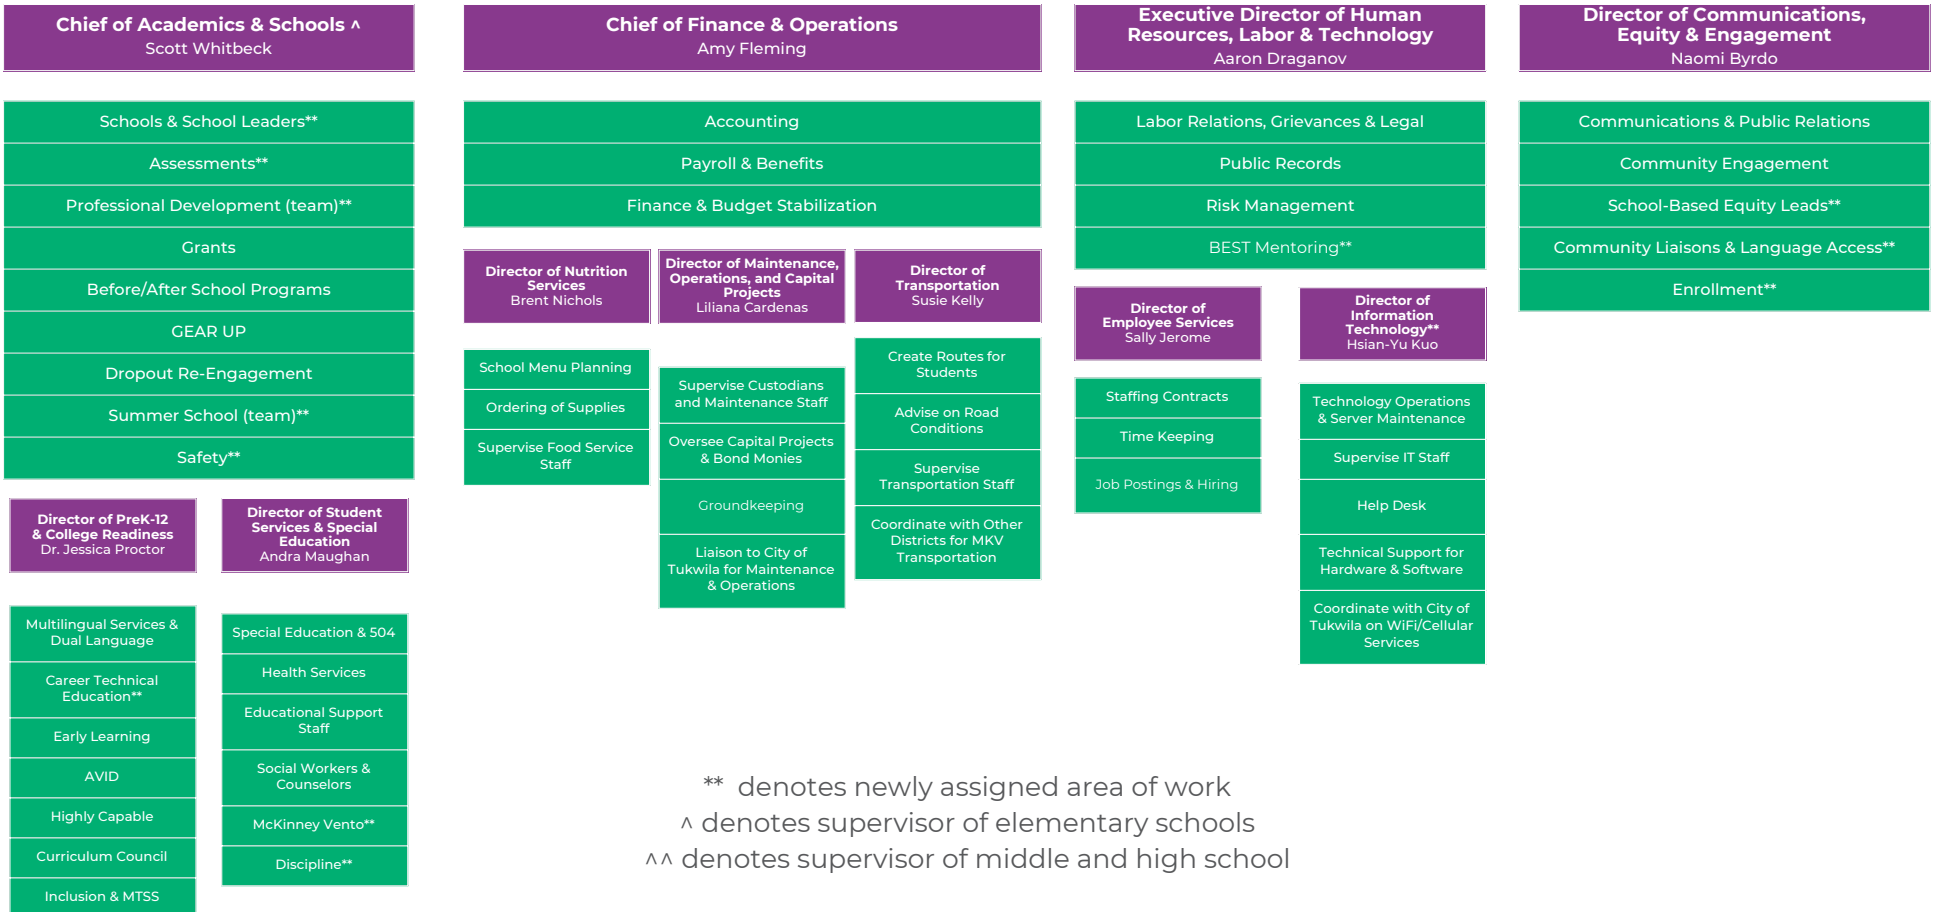 Chief of Academics & Schools ^
Scott Whitbeck
Schools & School Leaders**
Assessments**
Professional Development (team)**
Grants
Before/After School Programs
GEAR UP
Dropout Re-Engagement
Summer School (team)**
Safety**
Director of PreK-12
& College Readiness
Dr. Jessica Proctor
Multilingual Services &
Dual Language
Career Technical
Education**
Early Learning
AVID
Highly Capable
Curriculum Council
Inclusion & MTSS
Director of Student
Services & Special
Education
Andra Maughan
Special Education & 504
Health Services
Educational Support
Staff
Social Workers &
Counselors
McKinney Vento**
Discipline**
Chief of Finance & Operations
Amy Fleming
Accounting
Payroll & Benefits
Finance & Budget Stabilization
Director of Nutrition
Services
Brent Nichols
School Menu Planning
Ordering of Supplies
Supervise Food Service
Staff
Director of Maintenance,
Operations, and Capital
Projects
Liliana Cardenas
Supervise Custodians
and Maintenance Staff
Oversee Capital Projects
& Bond Monies
Groundkeeping
Liaison to City of
Tukwila for Maintenance
& Operations
Director of
Transportation
Susie Kelly
Create Routes for
Students
Advise on Road
Conditions
Supervise
Transportation Staff
Coordinate with Other
Districts for MKV
Transportation
Executive Director of Human
Resources, Labor & Technology
Aaron Draganov
Labor Relations, Grievances & Legal
Public Records
Risk Management
BEST Mentoring**
Director of
Employee Services
Sally Jerome
Staffing Contracts
Time Keeping
Job Postings & Hiring
Director of
Information
Technology**
Hsian-Yu Kuo
Technology Operations
& Server Maintenance
Supervise IT Staff
Help Desk
Technical Support for
Hardware & Software
Coordinate with City of
Tukwila on WiFi/Cellular
Services
Director of Communications,
Equity & Engagement
Naomi Byrdo
Communications & Public Relations
Community Engagement
School-Based Equity Leads**
Community Liaisons & Language Access**
Enrollment**
** denotes newly assigned area of work
^ denotes supervisor of elementary schools
^^ denotes supervisor of middle and high school